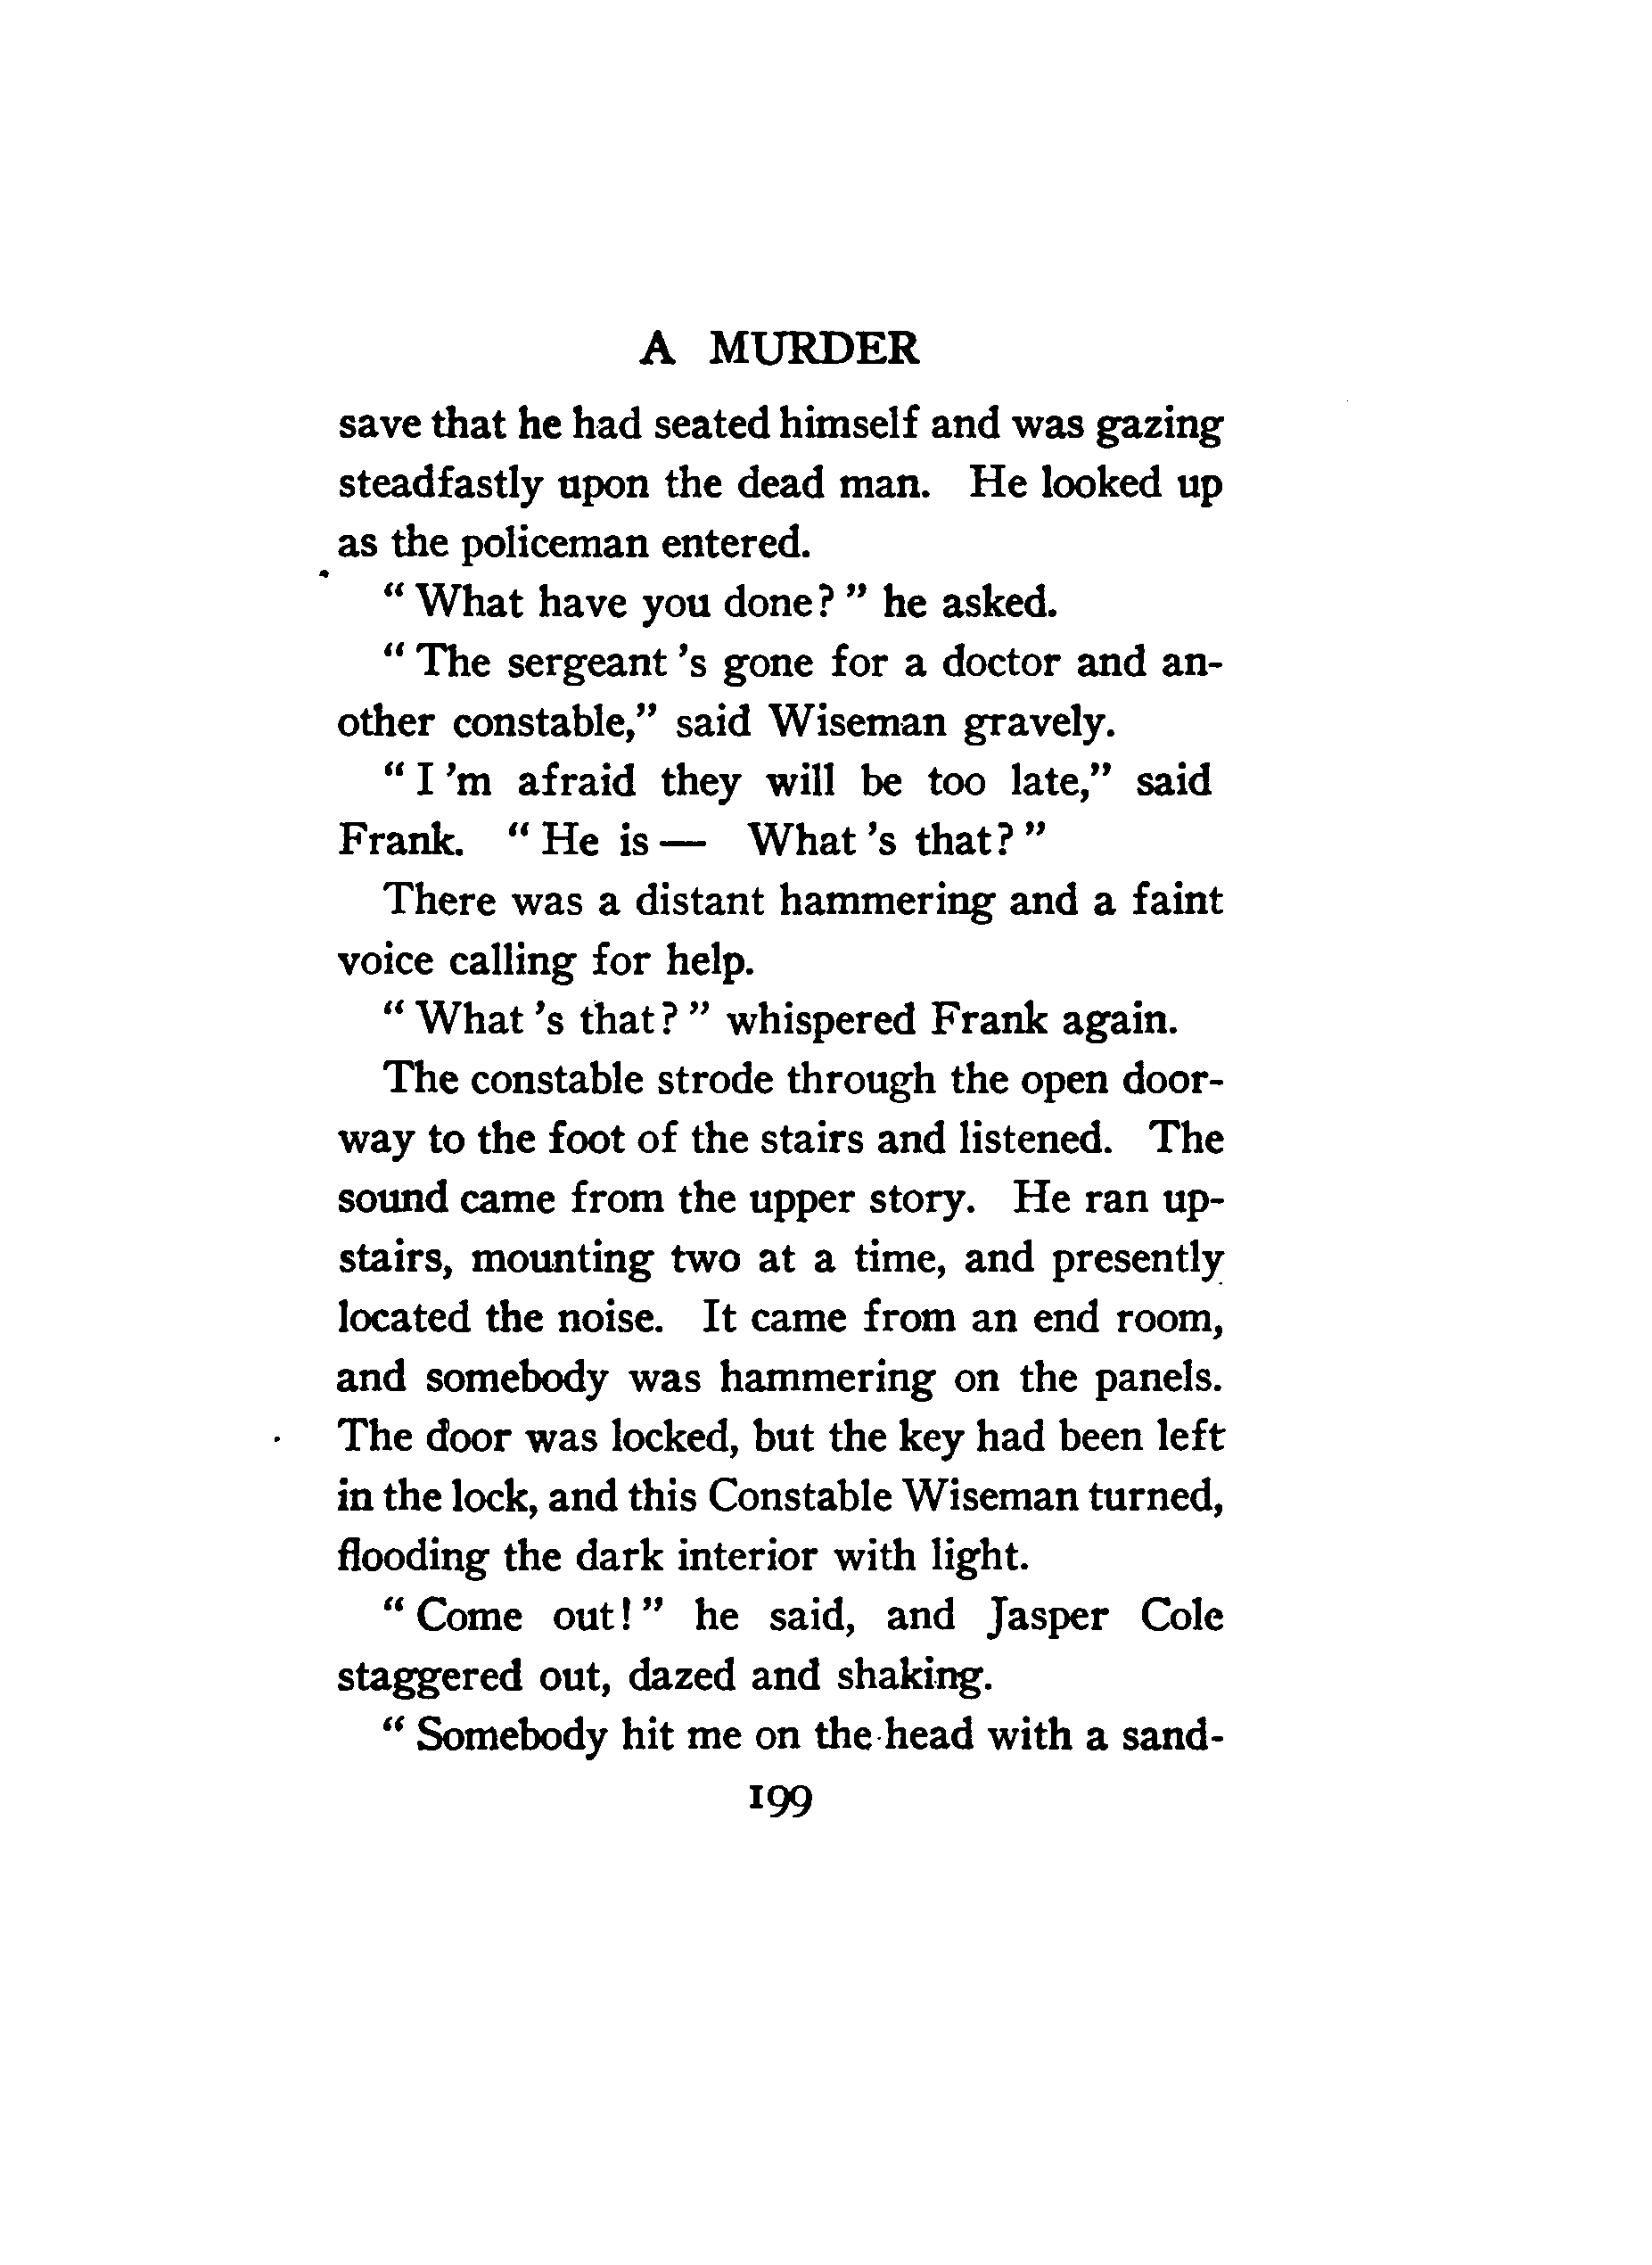 A MURDER
save that he had seated himself and was gazing
steadfastly upon the dead man. He looked up
as the policeman entered.
“ What have you done? ” he asked.
“ The sergeant 's gone for a doctor and an-
other constable,” said Wiseman gravely.
“ I 'm afraid they will be too late,” said
Frank. “ He is — What 's that? ”
There was a distant hammering and a faint
voice calling for help.
“ What 's that? ” whispered Frank again.
The constable strode through the open door-
way to the foot of the stairs and listened. The
sound came from the upper story. He ran up-
stairs, mounting two at a time, and presently
located the noise. It came from an end room,
and somebody was hammering on the panels.
The door was locked, but the key had been left
in the lock, and this Constable Wiseman turned,
flooding the dark interior with light.
“ Come out! ” he said, and Jasper Cole
staggered out, dazed and shaking.
“ Somebody hit me on the head with a sand-
199